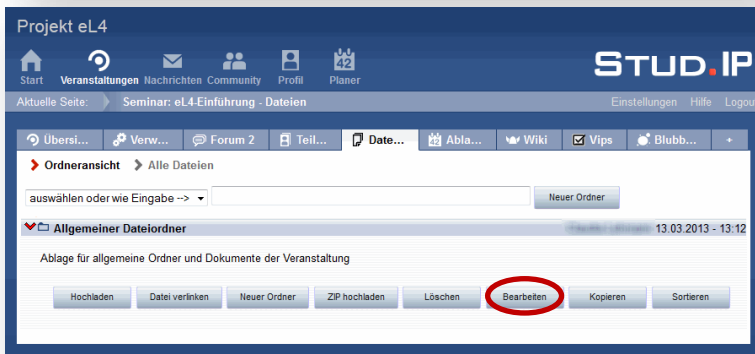 Projekt eL4
Start Veranstaltungen Nachrichten Community Profil 42 Planer
STUD.IP
Aktuelle Seite: Seminar: eL4-Einführung - Dateien Einstellungen Hilfe Logou
Übersi... Verw... Forum 2 Teil... Date... 42 Abla... Wiki Vips Blubb... +
Ordneransicht Alle Dateien
auswählen oder wie Eingabe --> Neuer Ordner
Allgemeiner Dateiordner 13.03.2013 - 13:12
Ablage für allgemeine Ordner und Dokumente der Veranstaltung
Hochladen Datei verlinken Neuer Ordner ZIP hochladen Löschen Bearbeiten Kopieren Sortieren